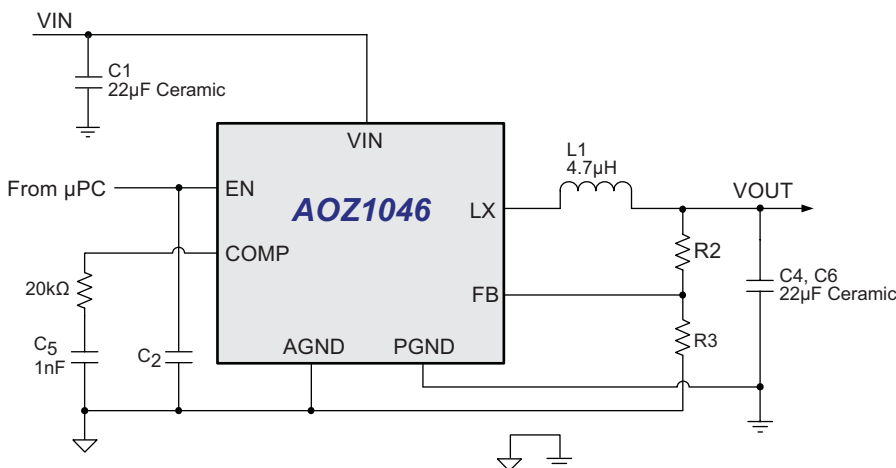 VIN
C1
22µF Ceramic
VIN
L1
4.7µH
From µPC
EN
AOZ1046
LX
VOUT
COMP
R2
20kΩ
FB
C4, C6
22µF Ceramic
C5
1nF
C2
AGND
PGND
R3